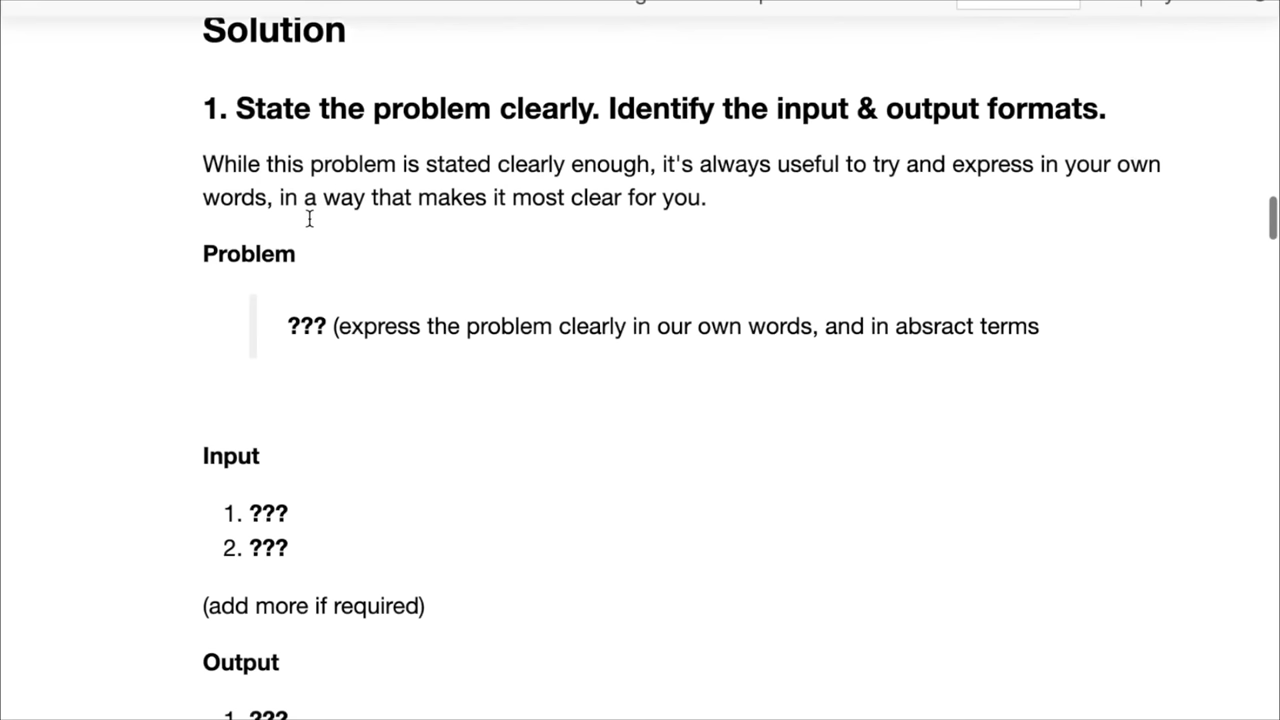 Solution
1. State the problem clearly. Identify the input & output formats.
While this problem is stated clearly enough, it's always useful to try and express in your own
words, in a way that makes it most clear for you.
Problem
??? (express the problem clearly in our own words, and in absract terms
Input
1. ???
2. ???
(add more if required)
Output
1. ???